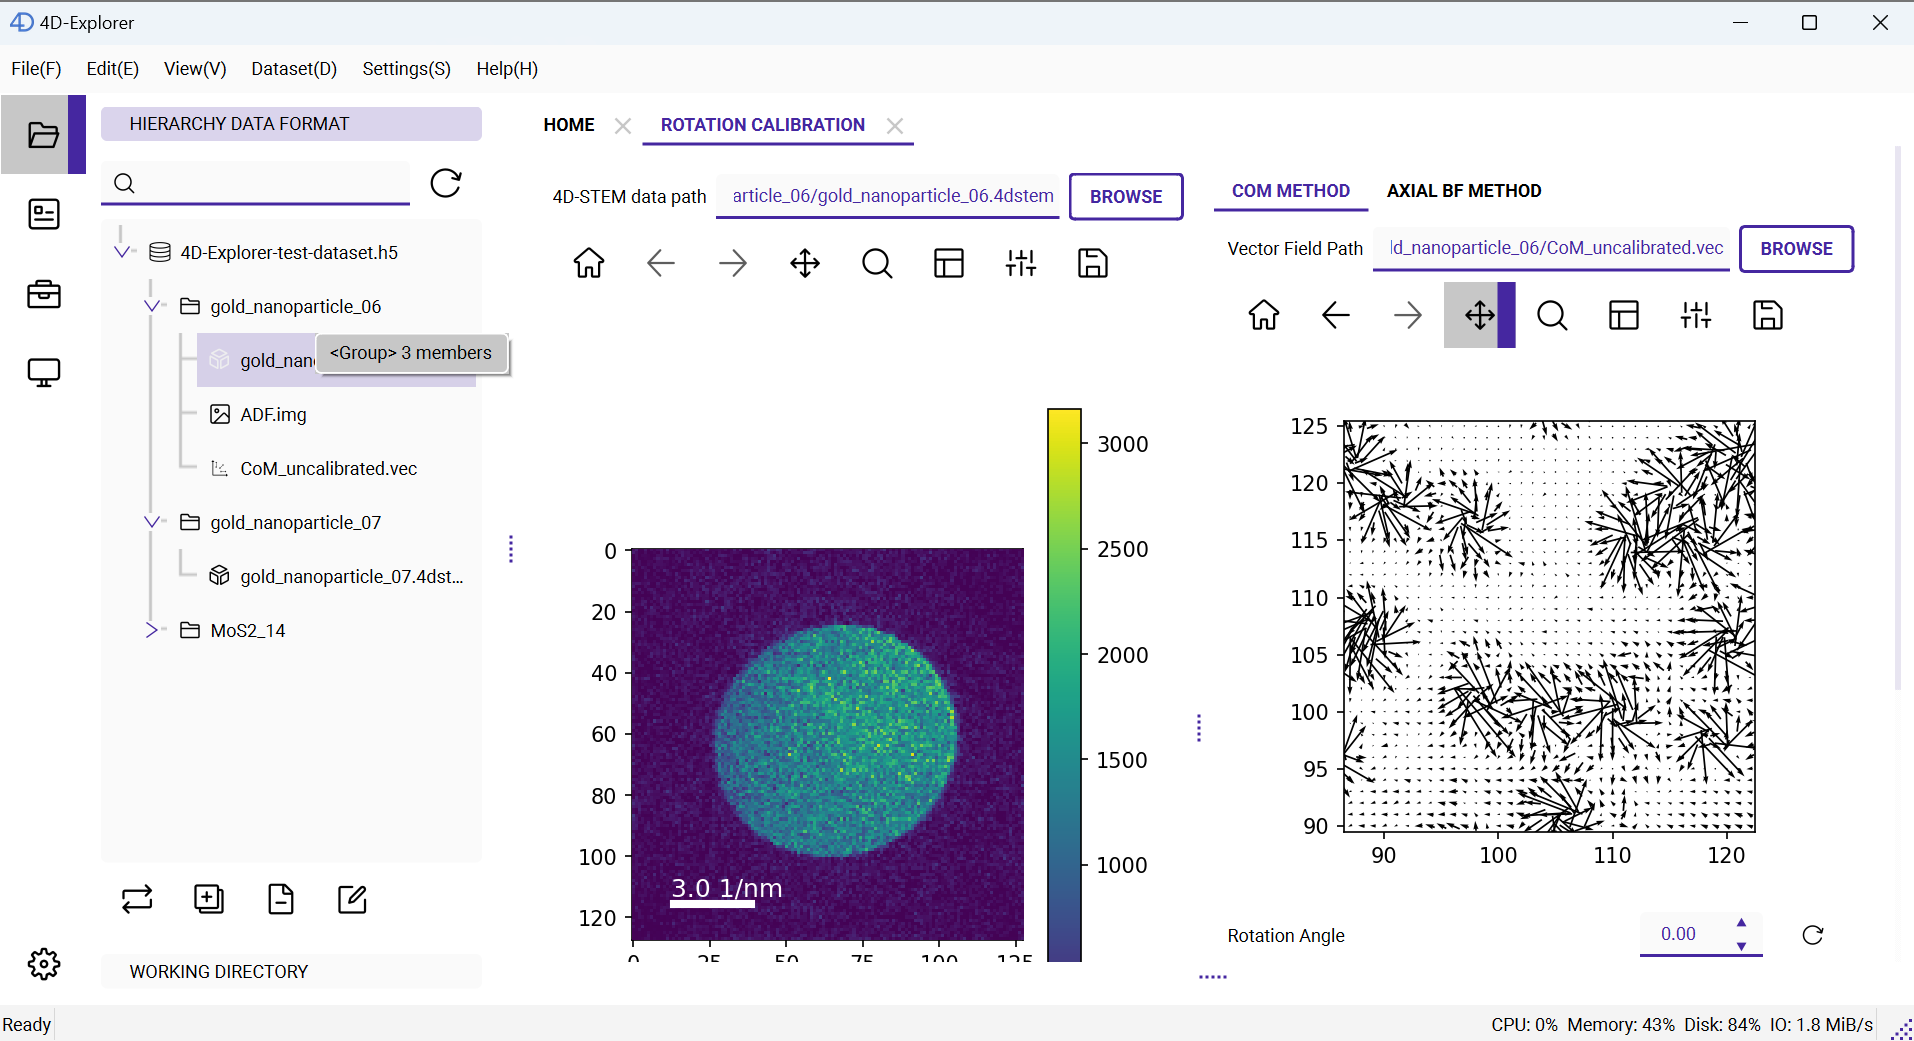 4D-Explorer
File(F) Edit(E) View(V) Dataset(D) Settings(S) Help(H)
HIERARCHY DATA FORMAT
4D-Explorer-test-dataset.h5
gold_nanoparticle_06
gold_nan
<Group> 3 members
ADF.img
CoM_uncalibrated.vec
gold_nanoparticle_07
gold_nanoparticle_07.4dst...
MoS2_14
WORKING DIRECTORY
HOME
ROTATION CALIBRATION
4D-STEM data path
article_06/gold_nanoparticle_06.4dstem
BROWSE
0
20
40
60
80
100
120
0 25 50 75 100 125
3.0 1/nm
3000
2500
2000
1500
1000
COM METHOD
AXIAL BF METHOD
Vector Field Path
ld_nanoparticle_06/CoM_uncalibrated.vec
BROWSE
125
120
115
110
105
100
95
90
90 100 110 120
Rotation Angle
0.00
Ready
CPU: 0% Memory: 43% Disk: 84% IO: 1.8 MiB/s